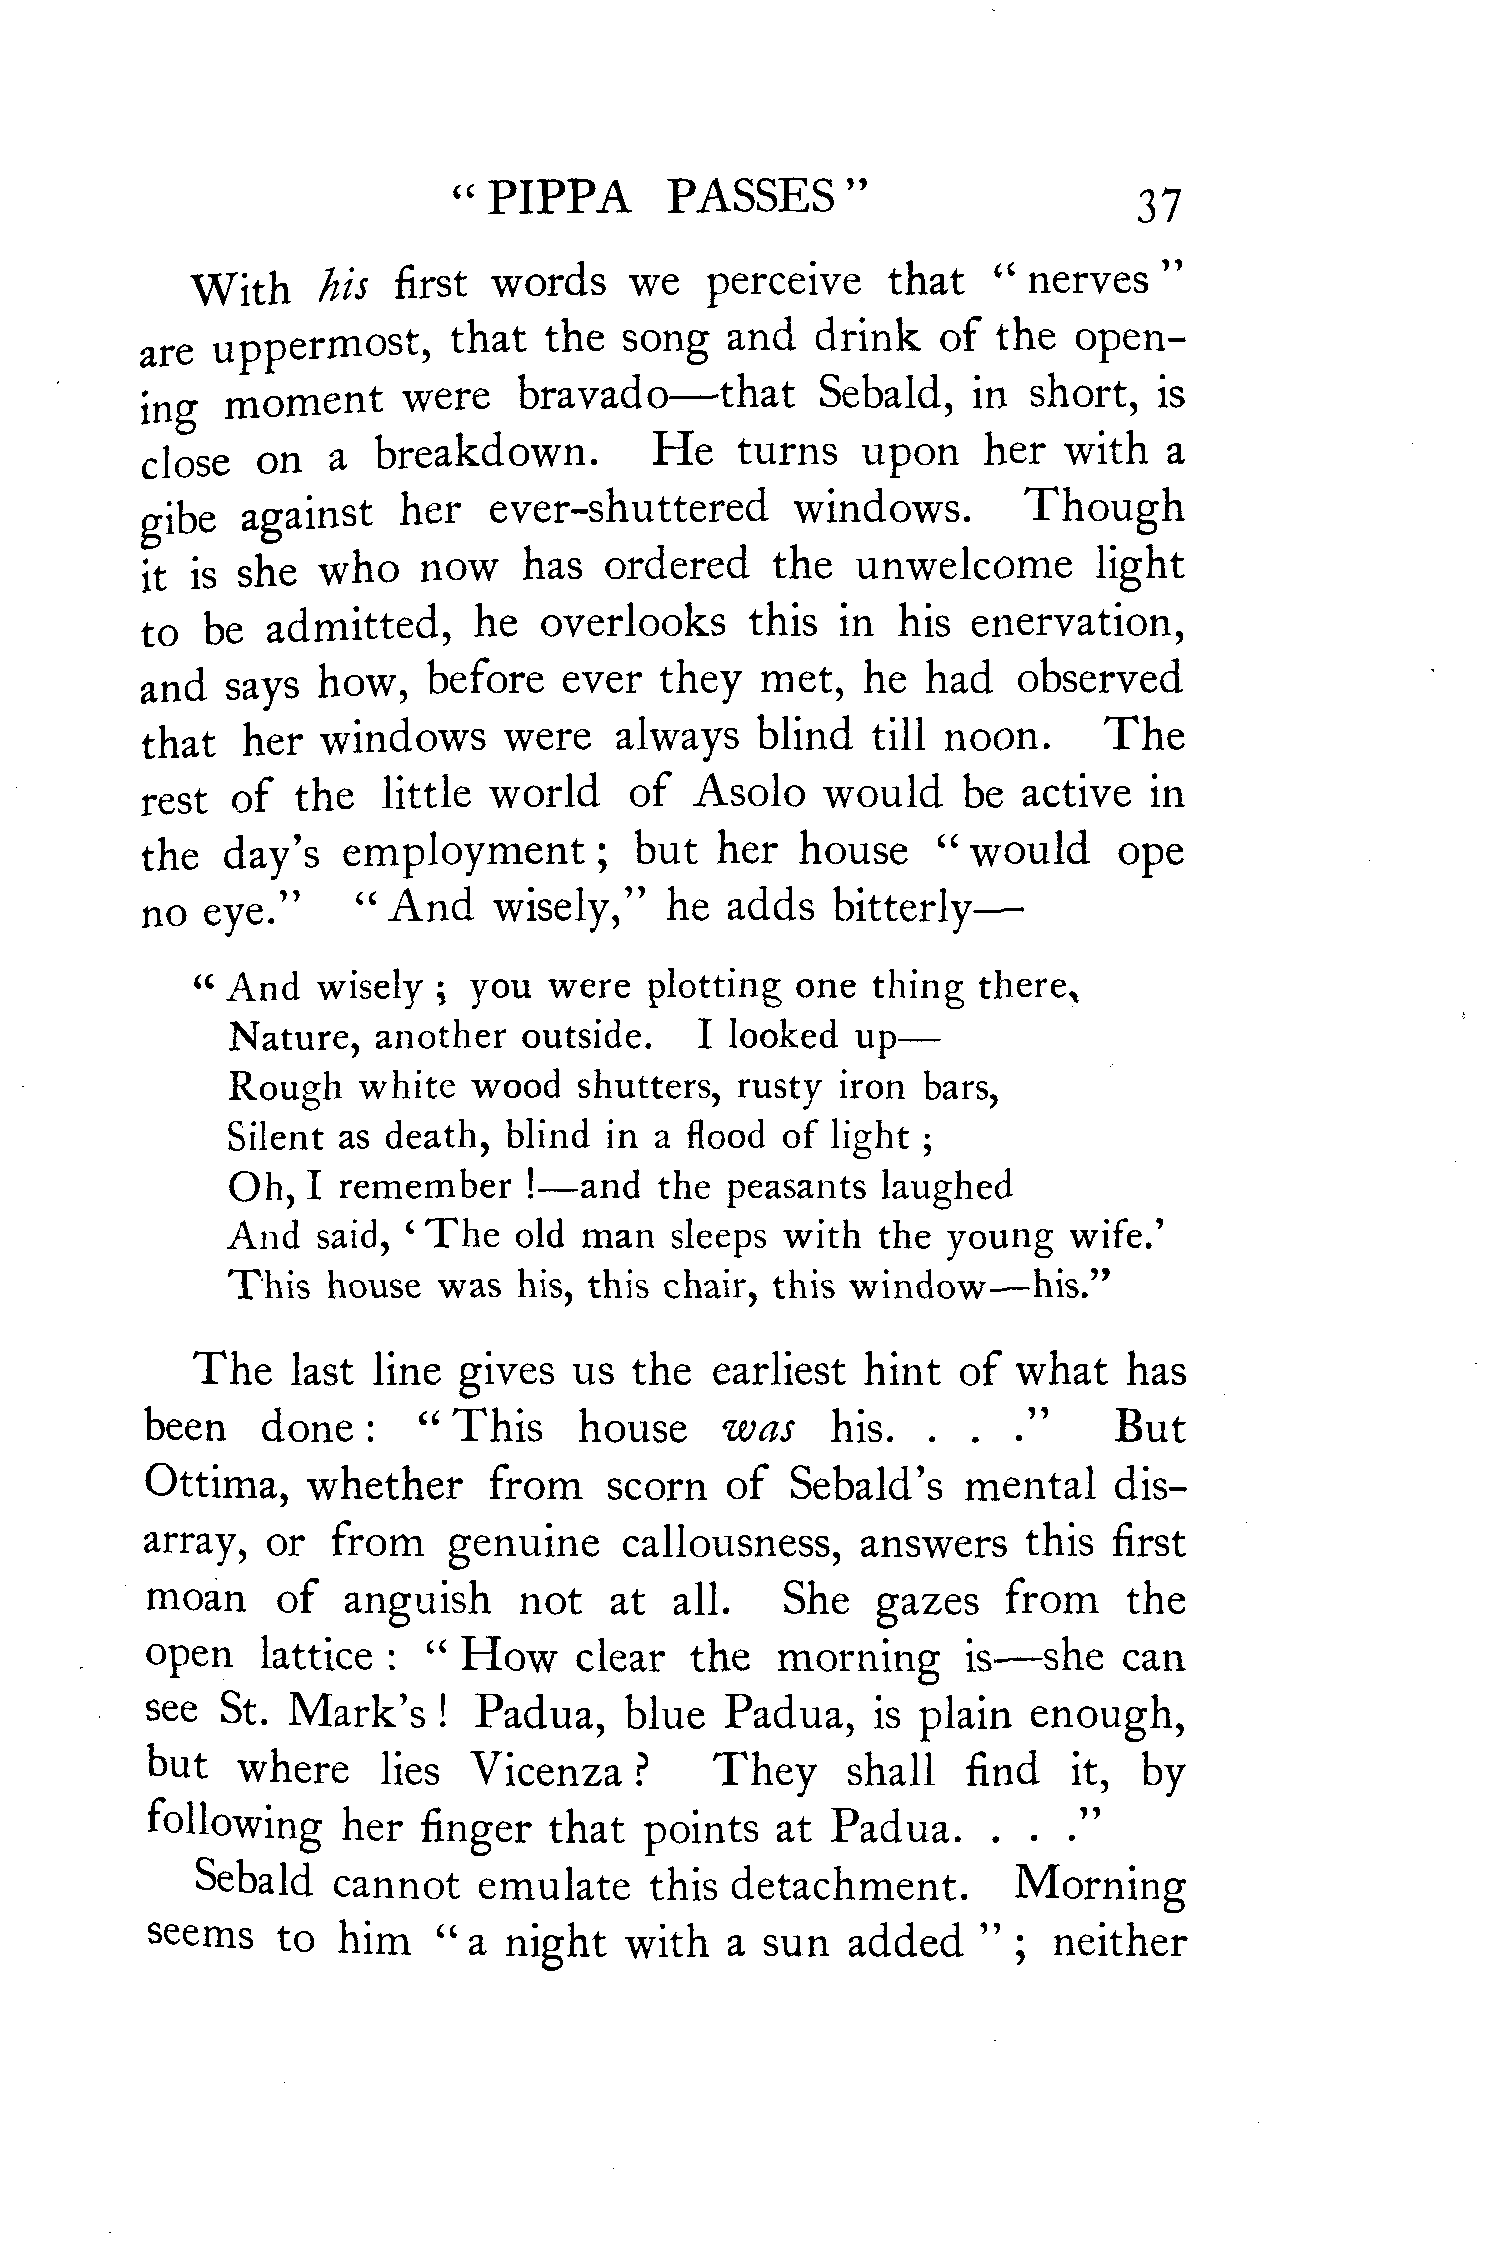 “ PIPPA PASSES ” 37
With his first words we perceive that “ nerves ”
are uppermost, that the song and drink of the open-
ing moment were bravado—that Sebald, in short, is
close on a breakdown. He turns upon her with a
gibe against her ever-shuttered windows. Though
it is she who now has ordered the unwelcome light
to be admitted, he overlooks this in his enervation,
and says how, before ever they met, he had observed
that her windows were always blind till noon. The
rest of the little world of Asolo would be active in
the day’s employment ; but her house “ would ope
no eye.” “ And wisely,” he adds bitterly—
“ And wisely ; you were plotting one thing there,
Nature, another outside. I looked up—
Rough white wood shutters, rusty iron bars,
Silent as death, blind in a flood of light ;
Oh, I remember !—and the peasants laughed
And said, ‘ The old man sleeps with the young wife.’
This house was his, this chair, this window—his.”
The last line gives us the earliest hint of what has
been done : “ This house was his. . . .” But
Ottima, whether from scorn of Sebald’s mental dis-
array, or from genuine callousness, answers this first
moan of anguish not at all. She gazes from the
open lattice : “ How clear the morning is—she can
see St. Mark’s ! Padua, blue Padua, is plain enough,
but where lies Vicenza ? They shall find it, by
following her finger that points at Padua. . . .”
Sebald cannot emulate this detachment. Morning
seems to him “ a night with a sun added ” ; neither